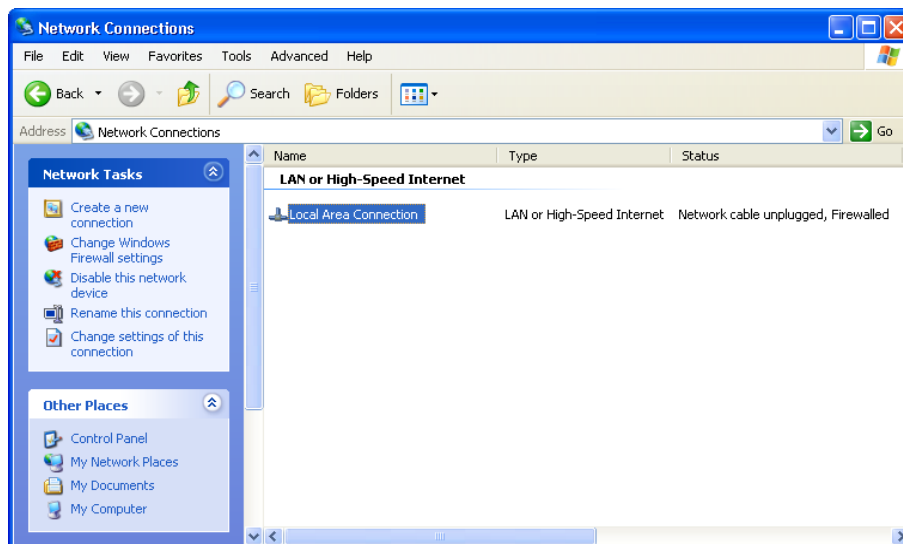 Network Connections
File Edit View Favorites Tools Advanced Help
Back Search Folders
Address Network Connections Go
Name Type Status
Network Tasks
LAN or High-Speed Internet
Create a new
connection
Local Area Connection LAN or High-Speed Internet Network cable unplugged, Firewalled
Change Windows
Firewall settings
Disable this network
device
Rename this connection
Change settings of this
connection
Other Places
Control Panel
My Network Places
My Documents
My Computer